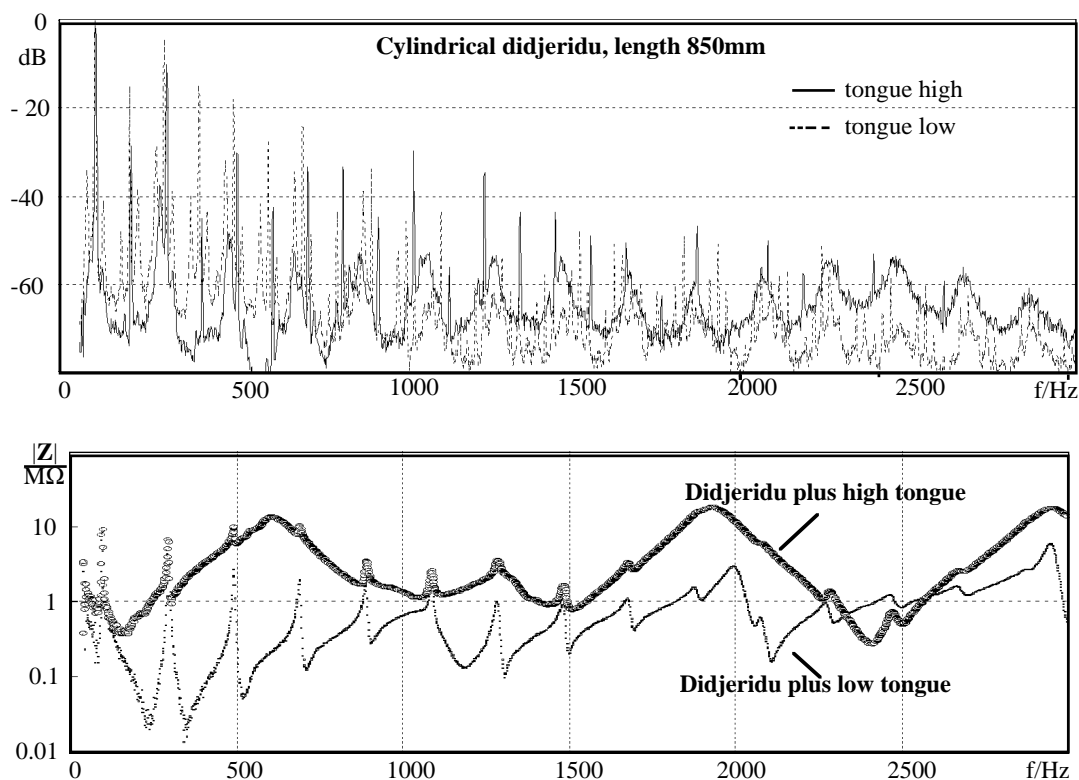 0
dB
Cylindrical didjeridu, length 850mm
tongue high
- 20
tongue low
-40
-60
0
500
1000
1500
2000
2500
f/Hz
|Z|
MΩ
Didjeridu plus high tongue
10
1
0.1
Didjeridu plus low tongue
0.01
0
500
1000
1500
2000
2500
f/Hz